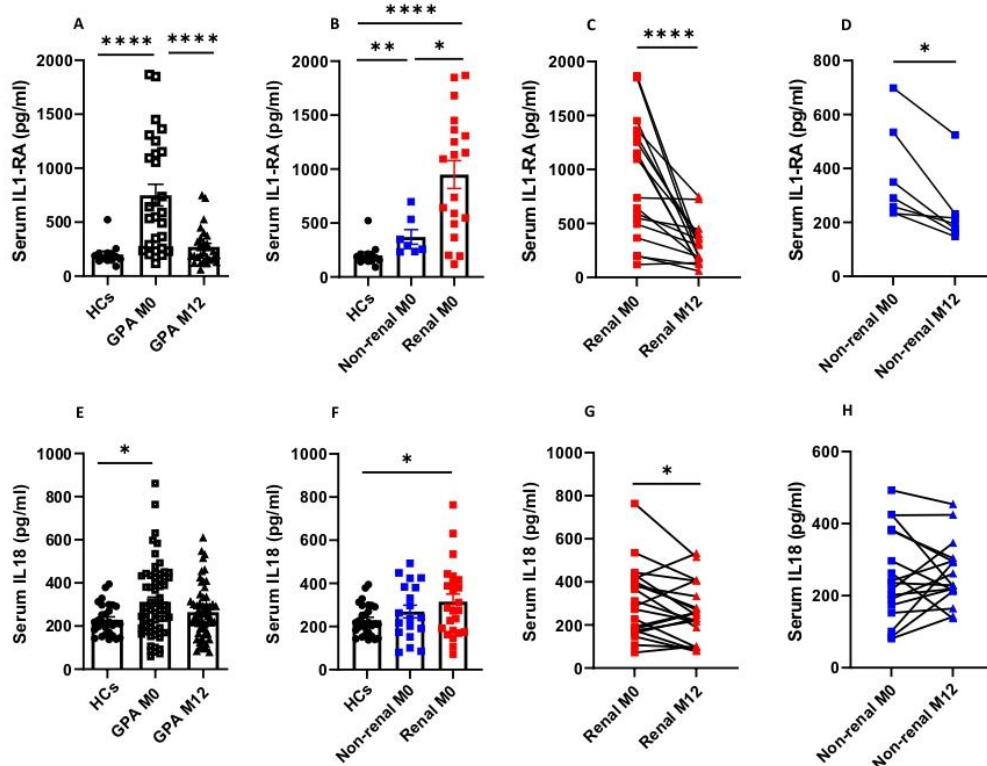 A
****
****
Serum IL1-RA (pg/ml)
2000
1500
1000
500
0
HCs
GPA M0
GPA M12
B
****
**
*
Serum IL1-RA (pg/ml)
2000
1500
1000
500
0
HCs
Non-renal M0
Renal M0
C
****
Serum IL1-RA (pg/ml)
2000
1500
1000
500
0
Renal M0
Renal M12
D
*
Serum IL1-RA (pg/ml)
800
600
400
200
0
Non-renal M0
Non-renal M12
E
*
Serum IL18 (pg/ml)
1000
800
600
400
200
0
HCs
GPA M0
GPA M12
F
*
Serum IL18 (pg/ml)
1000
800
600
400
200
0
HCs
Non-renal M0
Renal M0
G
*
Serum IL18 (pg/ml)
1000
800
600
400
200
0
Renal M0
Renal M12
H
Serum IL18 (pg/ml)
600
400
200
0
Non-renal M0
Non-renal M12